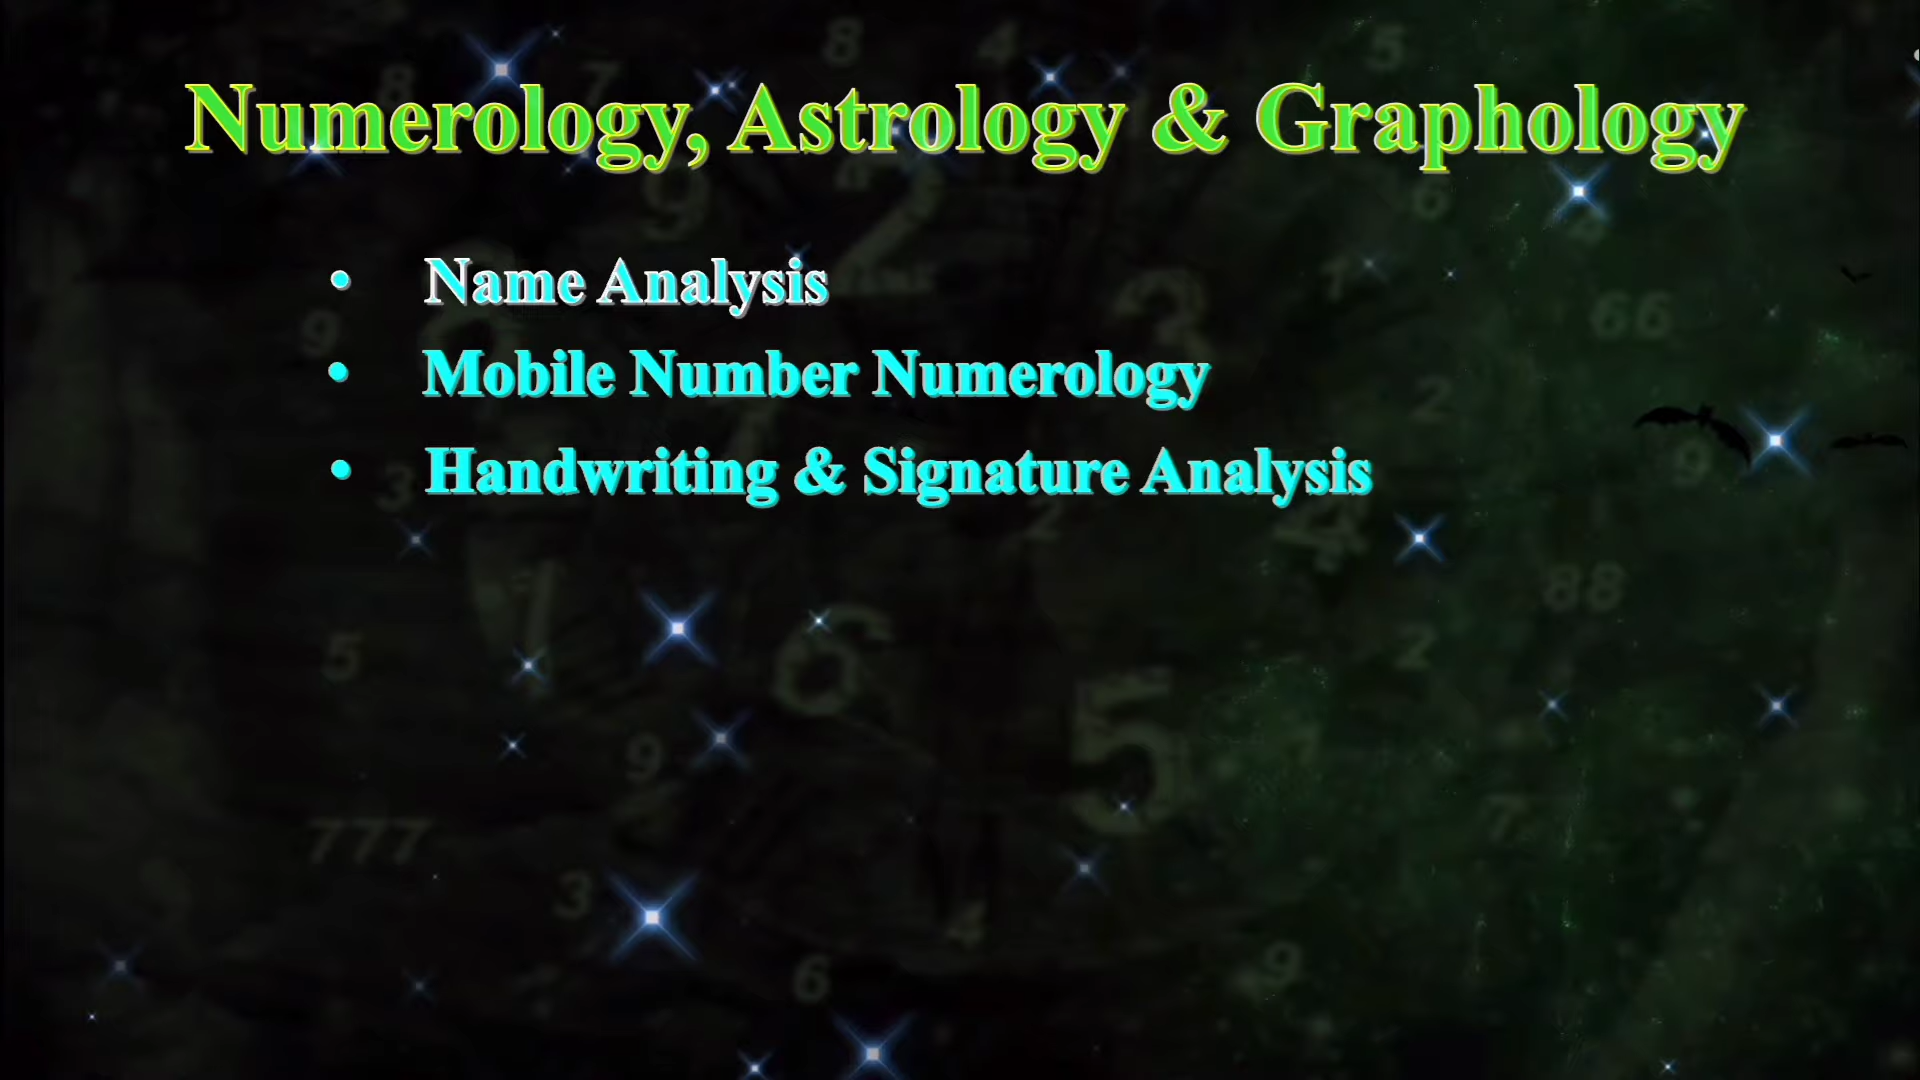 Numerology, Astrology & Graphology
• Name Analysis
• Mobile Number Numerology
• Handwriting & Signature Analysis